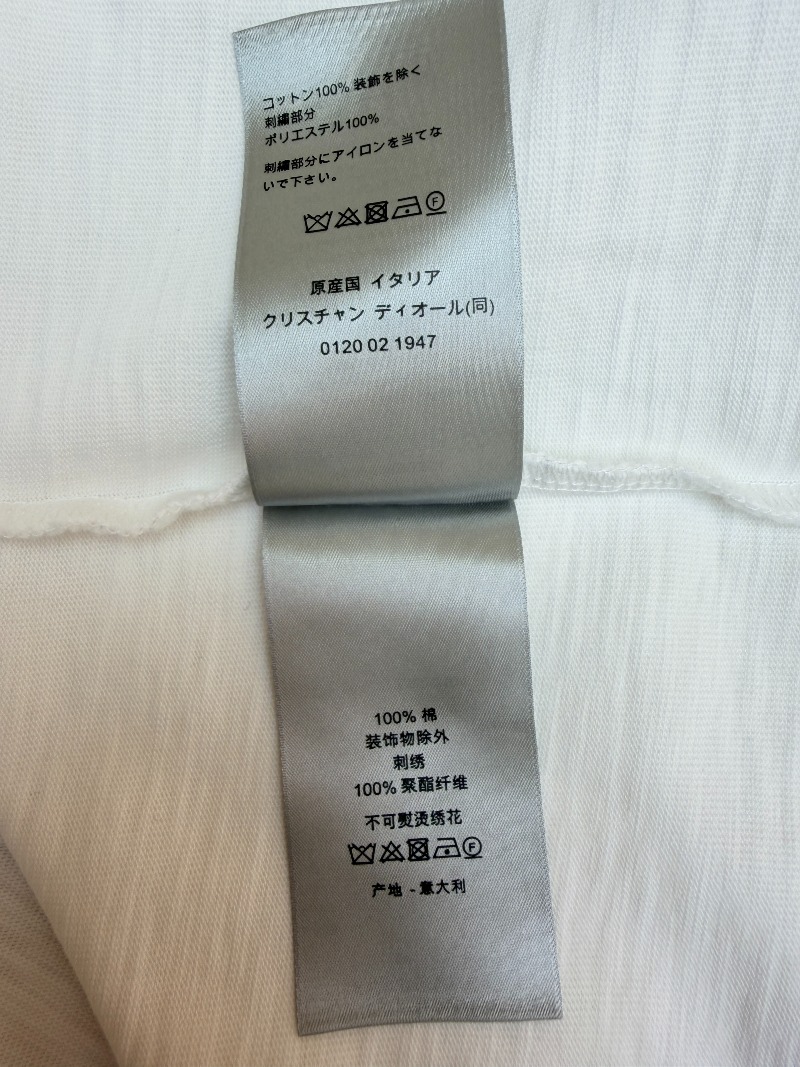 コットン100% 装飾を除く
刺繍部分
ポリエステル100%
刺繍部分にアイロンを当てな
いで下さい。
F
原産国 イタリア
クリスチャン ディオール(同)
0120 02 1947
100% 棉
装饰物除外
刺绣
100% 聚酯纤维
不可熨烫绣花
F
产地 - 意大利